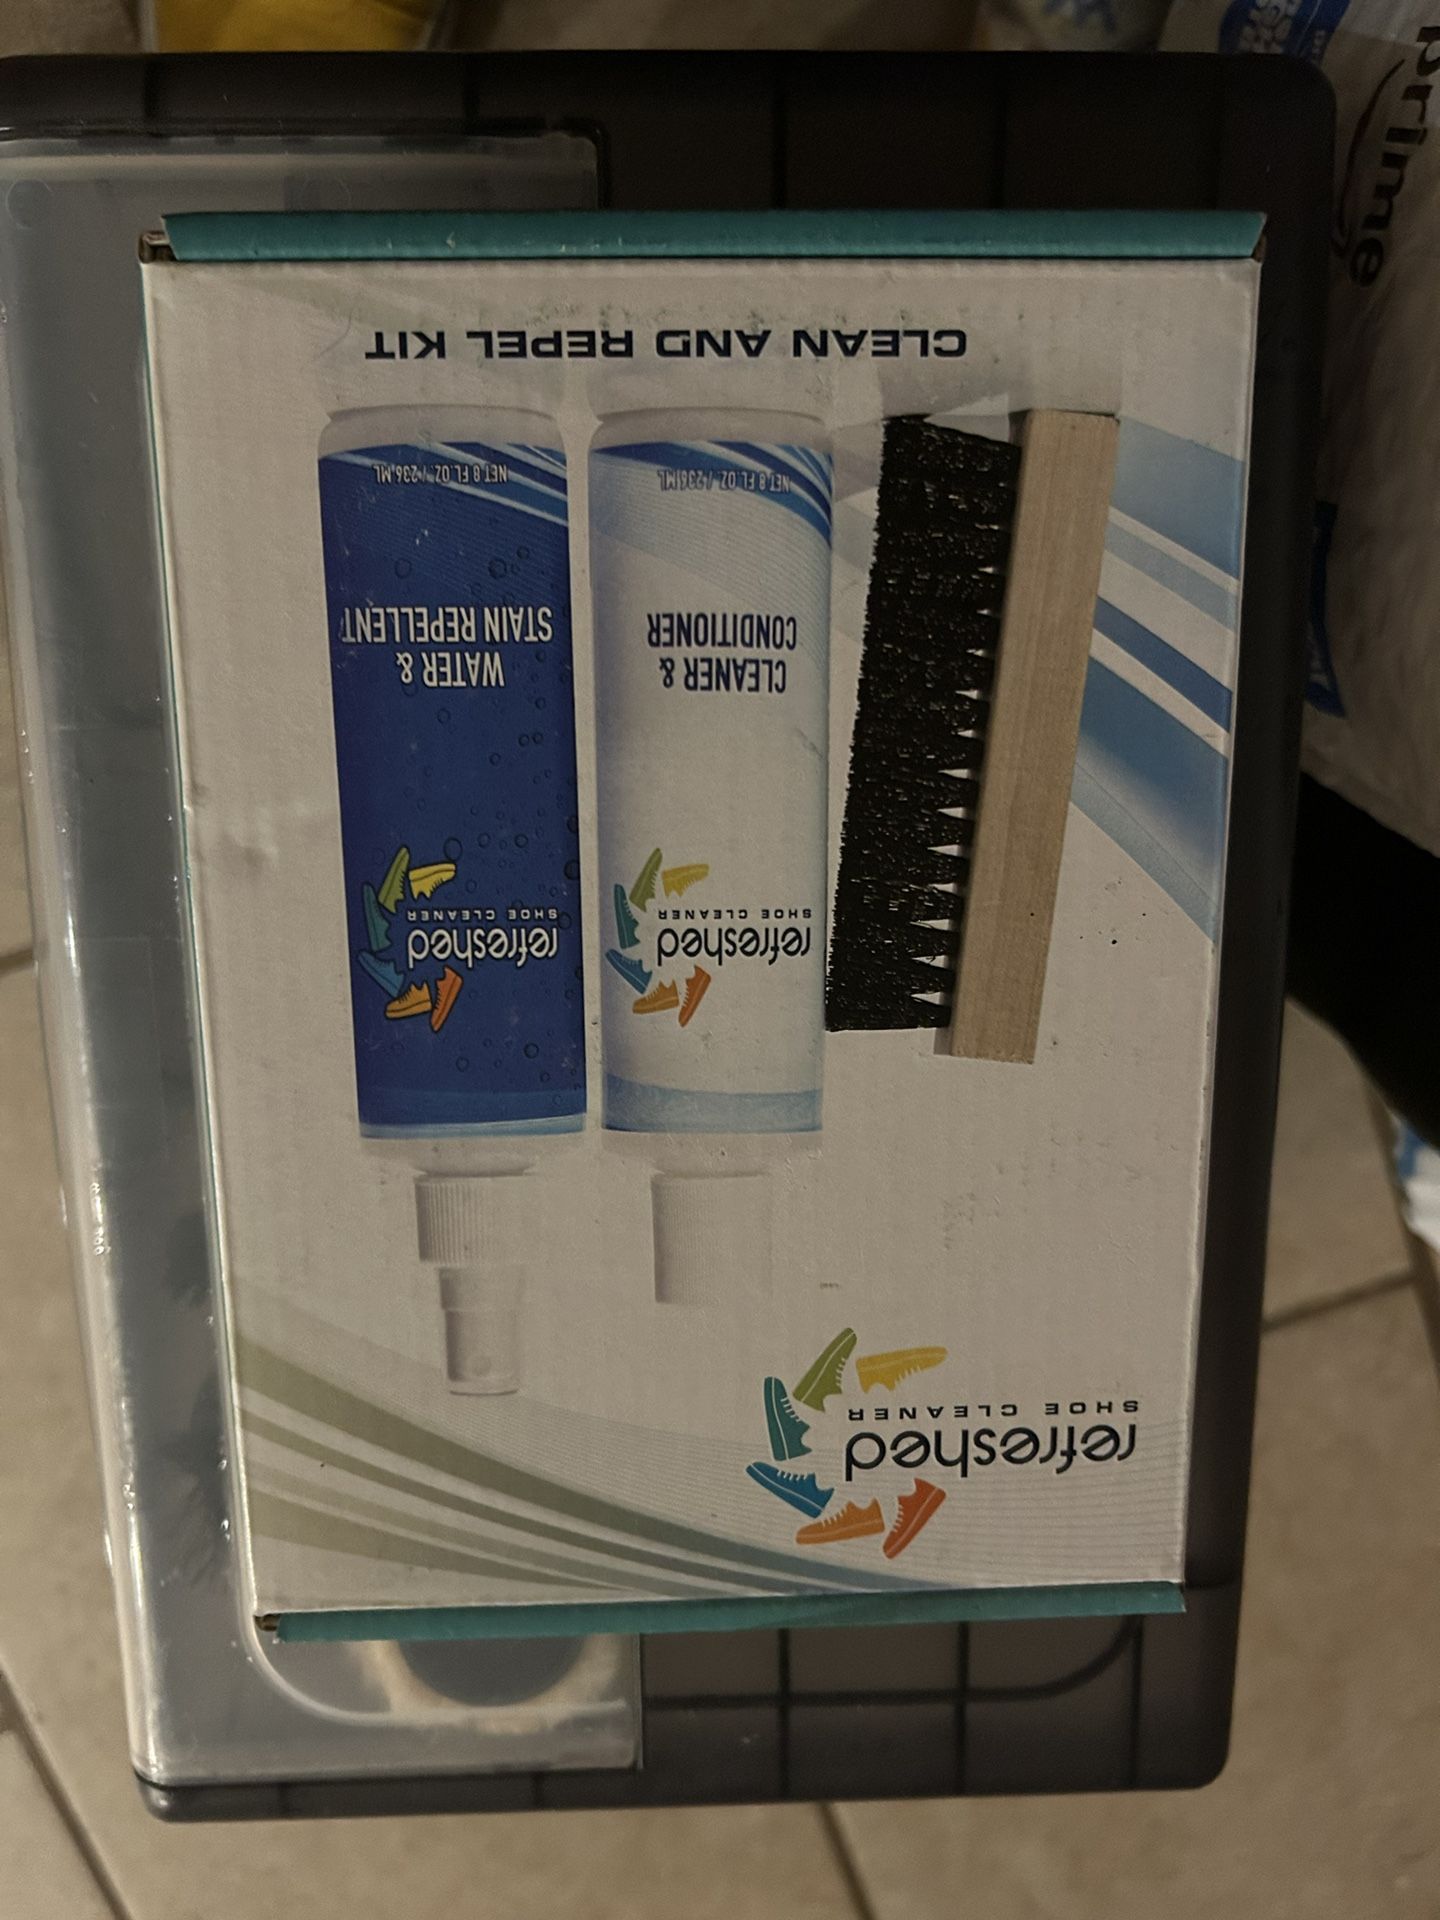 refreshed
SHOE CLEANER
refreshed
SHOE CLEANER
CLEANER &
CONDITIONER
NET 8 FL.OZ. / 236 ML
refreshed
SHOE CLEANER
WATER &
STAIN REPELLENT
NET 8 FL.OZ. / 236 ML
CLEAN AND REPEL KIT
prime